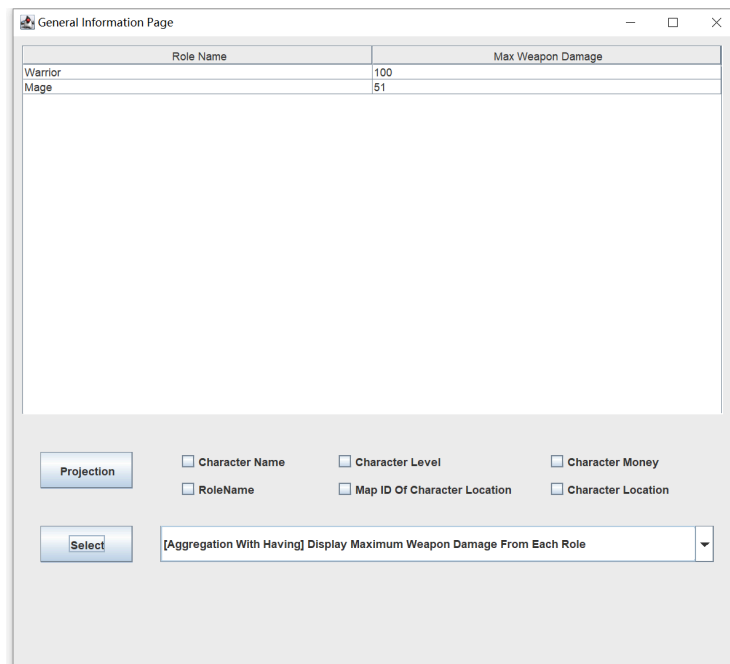 General Information Page
Role Name Max Weapon Damage
Warrior 100
Mage 51
Projection
Character Name Character Level Character Money
RoleName Map ID Of Character Location Character Location
Select [Aggregation With Having] Display Maximum Weapon Damage From Each Role